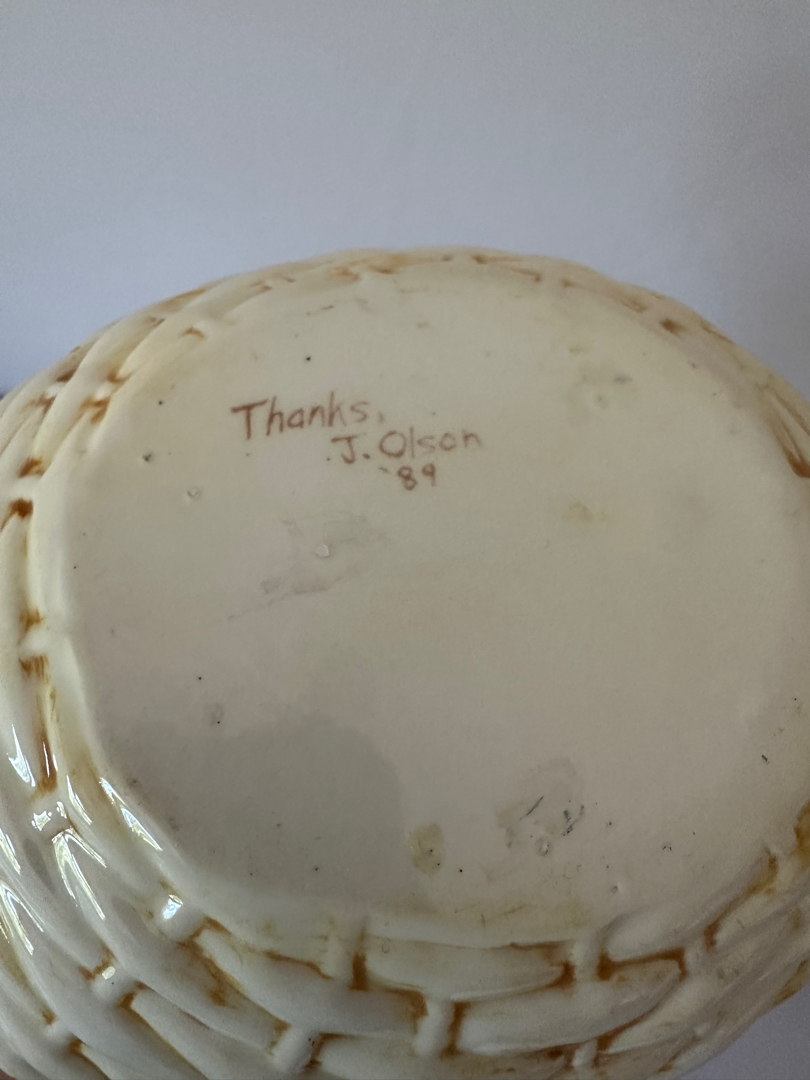 Thanks,
J. Olson
'89